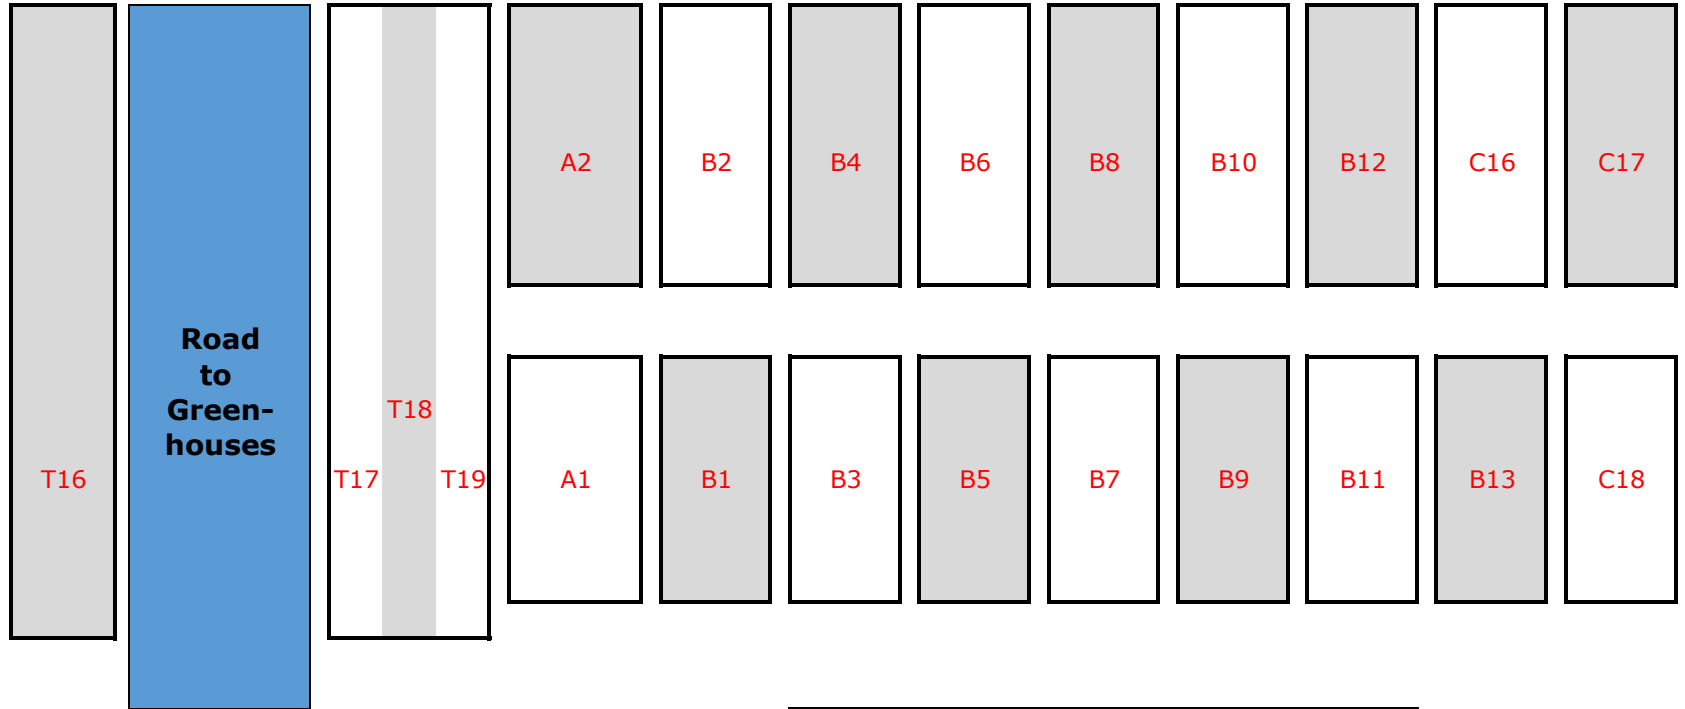 A2 B2 B4 B6 B8 B10 B12 C16 C17
Road
to
Green-
houses
T18
T16 T17 T19 A1 B1 B3 B5 B7 B9 B11 B13 C18